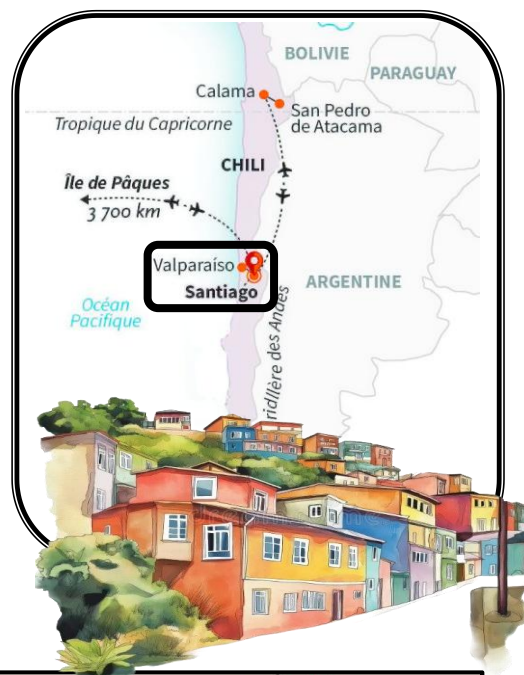 BOLIVIE
PARAGUAY
Calama
San Pedro
de Atacama
Tropique du Capricorne
CHILI
Île de Pâques
3 700 km
Valparaíso
Santiago
ARGENTINE
Océan
Pacifique
rdillère des Andes